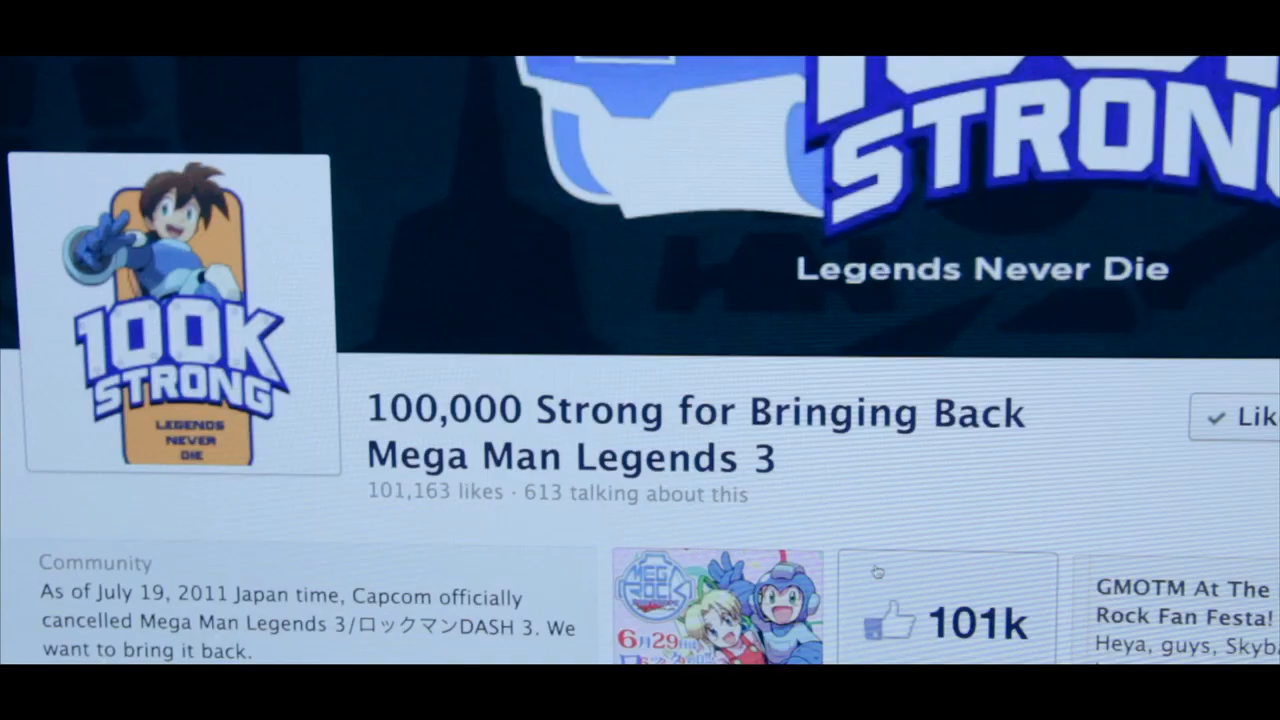 STRONG
Legends Never Die
100K
STRONG
LEGENDS
NEVER
DIE
100,000 Strong for Bringing Back
Mega Man Legends 3
101,163 likes · 613 talking about this
Lik
Community
As of July 19, 2011 Japan time, Capcom officially
cancelled Mega Man Legends 3/ロックマンDASH 3. We
want to bring it back.
6月29
101k
GMOTM At The
Rock Fan Festa!
Heya, guys, Skyb